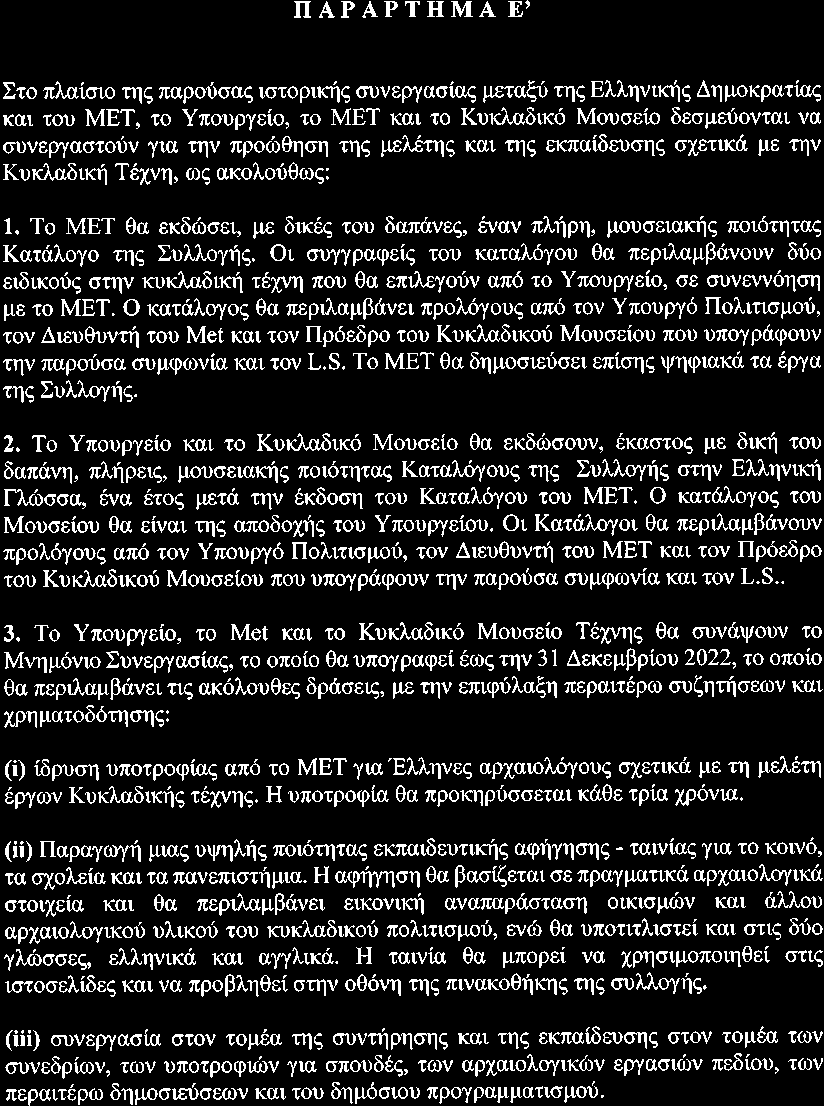 ΠΑΡΑΡΤΗΜΑ Ε’
Στο πλαίσιο της παρούσας ιστορικής συνεργασίας μεταξύ της Ελληνικής Δημοκρατίας
και του ΜΕΤ, το Υπουργείο, το ΜΕΤ και το Κυκλαδικό Μουσείο δεσμεύονται να
συνεργαστούν για την προώθηση της μελέτης και της εκπαίδευσης σχετικά με την
Κυκλαδική Τέχνη, ως ακολούθως:
1. Το ΜΕΤ θα εκδώσει, με δικές του δαπάνες, έναν πλήρη, μουσειακής ποιότητας
Κατάλογο της Συλλογής. Οι συγγραφείς του καταλόγου θα περιλαμβάνουν δύο
ειδικούς στην κυκλαδική τέχνη που θα επιλεγούν από το Υπουργείο, σε συνεννόηση
με το ΜΕΤ. Ο κατάλογος θα περιλαμβάνει προλόγους από τον Υπουργό Πολιτισμού,
τον Διευθυντή του Met και τον Πρόεδρο του Κυκλαδικού Μουσείου που υπογράφουν
την παρούσα συμφωνία και τον L.S. Το ΜΕΤ θα δημοσιεύσει επίσης ψηφιακά τα έργα
της Συλλογής.
2. Το Υπουργείο και το Κυκλαδικό Μουσείο θα εκδώσουν, έκαστος με δική του
δαπάνη, πλήρεις, μουσειακής ποιότητας Καταλόγους της Συλλογής στην Ελληνική
Γλώσσα, ένα έτος μετά την έκδοση του Καταλόγου του ΜΕΤ. Ο κατάλογος του
Μουσείου θα είναι της αποδοχής του Υπουργείου. Οι Κατάλογοι θα περιλαμβάνουν
προλόγους από τον Υπουργό Πολιτισμού, τον Διευθυντή του ΜΕΤ και τον Πρόεδρο
του Κυκλαδικού Μουσείου που υπογράφουν την παρούσα συμφωνία και τον L.S..
3. Το Υπουργείο, το Met και το Κυκλαδικό Μουσείο Τέχνης θα συνάψουν το
Μνημόνιο Συνεργασίας, το οποίο θα υπογραφεί έως την 31 Δεκεμβρίου 2022, το οποίο
θα περιλαμβάνει τις ακόλουθες δράσεις, με την επιφύλαξη περαιτέρω συζητήσεων και
χρηματοδότησης:
(i) ίδρυση υποτροφίας από το ΜΕΤ για Έλληνες αρχαιολόγους σχετικά με τη μελέτη
έργων Κυκλαδικής τέχνης. Η υποτροφία θα προκηρύσσεται κάθε τρία χρόνια.
(ii) Παραγωγή μιας υψηλής ποιότητας εκπαιδευτικής αφήγησης - ταινίας για το κοινό,
τα σχολεία και τα πανεπιστήμια. Η αφήγηση θα βασίζεται σε πραγματικά αρχαιολογικά
στοιχεία και θα περιλαμβάνει εικονική αναπαράσταση οικισμών και άλλου
αρχαιολογικού υλικού του κυκλαδικού πολιτισμού, ενώ θα υποτιτλιστεί και στις δύο
γλώσσες, ελληνικά και αγγλικά. Η ταινία θα μπορεί να χρησιμοποιηθεί στις
ιστοσελίδες και να προβληθεί στην οθόνη της πινακοθήκης της συλλογής.
(iii) συνεργασία στον τομέα της συντήρησης και της εκπαίδευσης στον τομέα των
συνεδρίων, των υποτροφιών για σπουδές, των αρχαιολογικών εργασιών πεδίου, των
περαιτέρω δημοσιεύσεων και του δημόσιου προγραμματισμού.